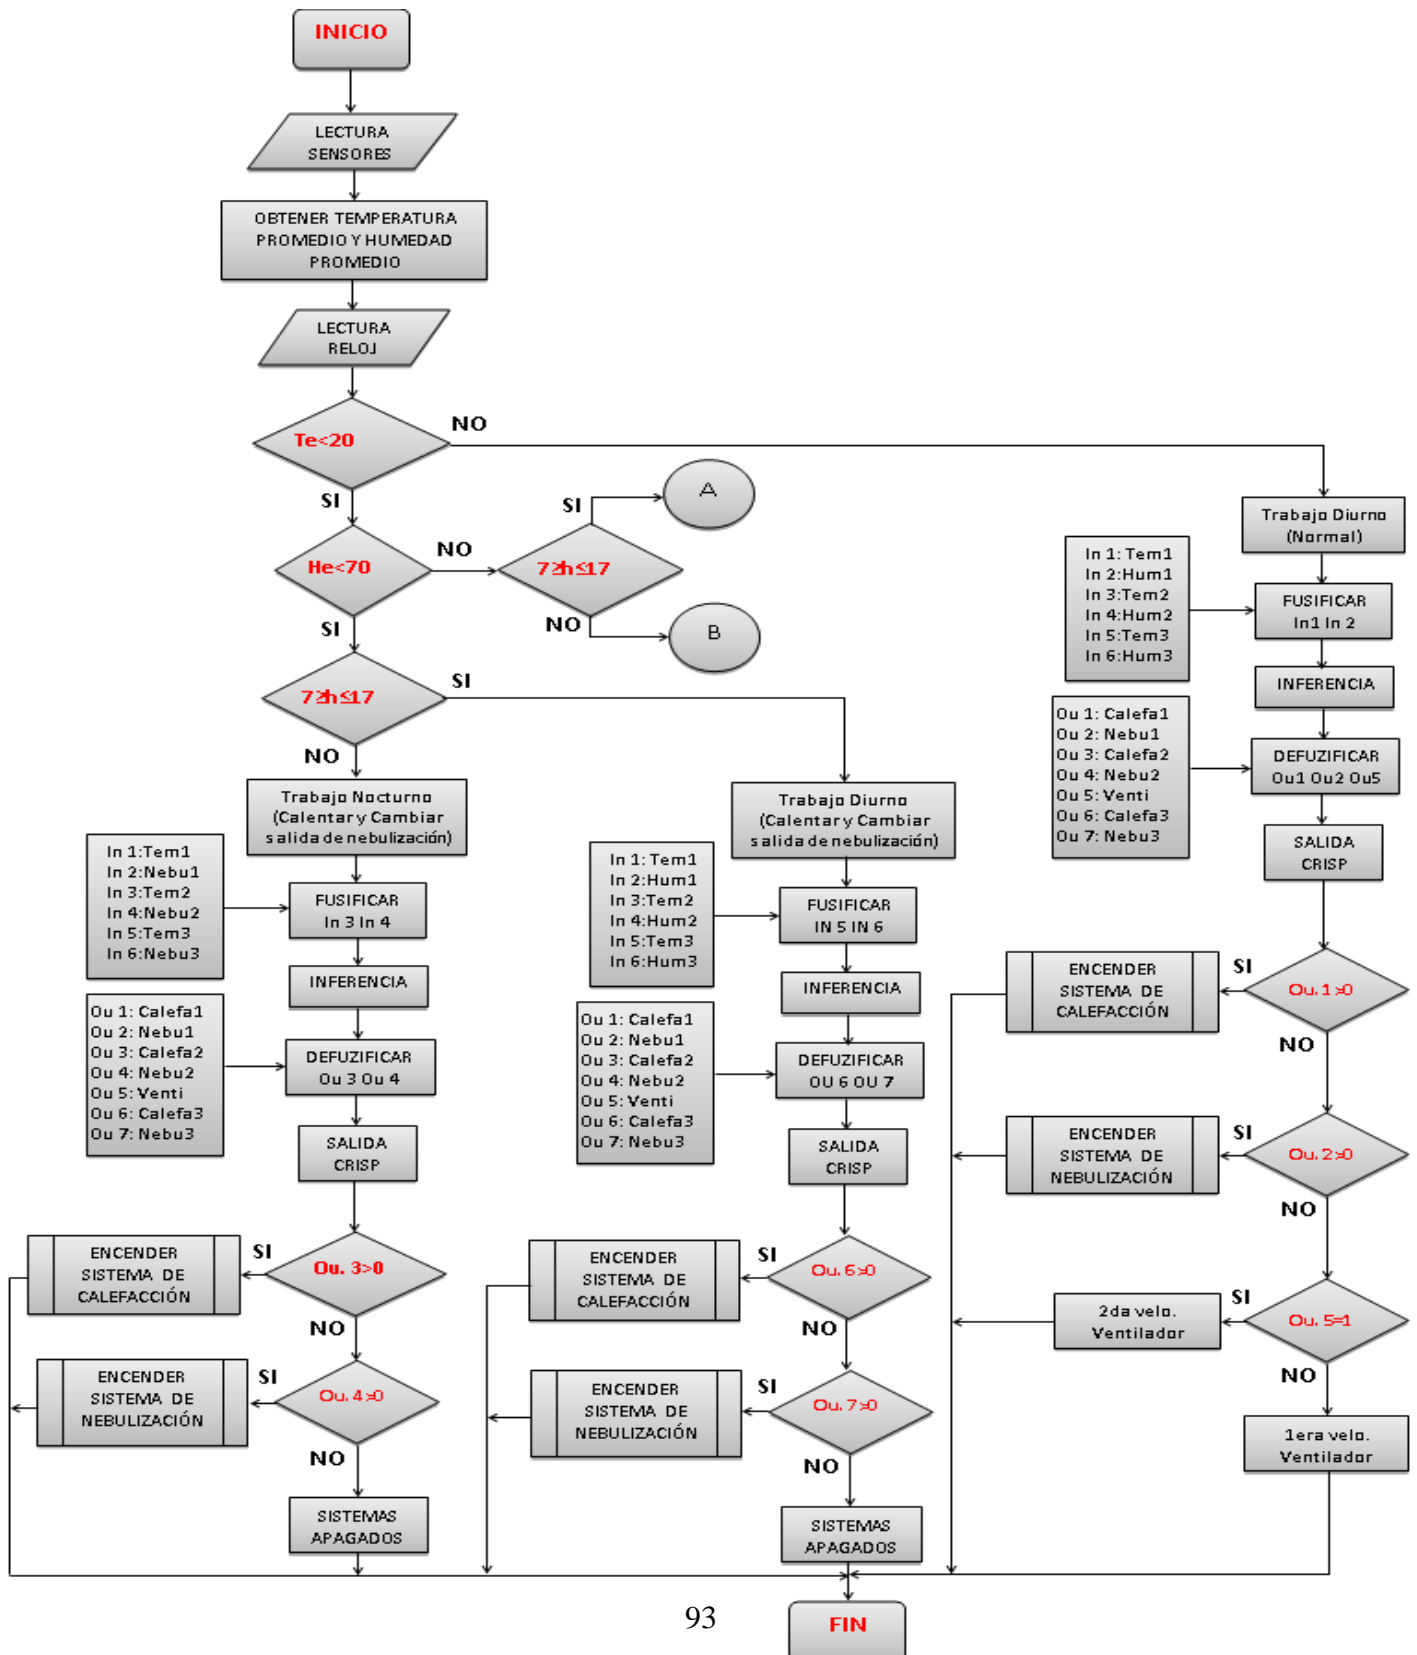 INICIO
LECTURA
SENSORES
OBTENER TEMPERATURA
PROMEDIO Y HUMEDAD
PROMEDIO
LECTURA
RELOJ
Te<20
NO
SI
He<70
NO
7≥h≤17
SI
A
NO
B
SI
7≥h≤17
SI
NO
Trabajo Nocturno
(Calentar y Cambiar
salida de nebulización)
In 1:Tem1
In 2:Nebu1
In 3:Tem2
In 4:Nebu2
In 5:Tem3
In 6:Nebu3
FUSIFICAR
In 3 In 4
INFERENCIA
Ou 1: Calefa1
Ou 2: Nebu1
Ou 3: Calefa2
Ou 4: Nebu2
Ou 5: Venti
Ou 6: Calefa3
Ou 7: Nebu3
DEFUZIFICAR
Ou 3 Ou 4
SALIDA
CRISP
Ou. 3>0
SI
ENCENDER
SISTEMA DE
CALEFACCIÓN
NO
Ou. 4>0
SI
ENCENDER
SISTEMA DE
NEBULIZACIÓN
NO
SISTEMAS
APAGADOS
Trabajo Diurno
(Calentar y Cambiar
salida de nebulización)
In 1: Tem1
In 2:Hum1
In 3:Tem2
In 4:Hum2
In 5:Tem3
In 6:Hum3
FUSIFICAR
IN 5 IN 6
INFERENCIA
Ou 1: Calefa1
Ou 2: Nebu1
Ou 3: Calefa2
Ou 4: Nebu2
Ou 5: Venti
Ou 6: Calefa3
Ou 7: Nebu3
DEFUZIFICAR
OU 6 OU 7
SALIDA
CRISP
Ou. 6>0
SI
ENCENDER
SISTEMA DE
CALEFACCIÓN
NO
Ou. 7>0
SI
ENCENDER
SISTEMA DE
NEBULIZACIÓN
NO
SISTEMAS
APAGADOS
Trabajo Diurno
(Normal)
In 1: Tem1
In 2:Hum1
In 3:Tem2
In 4:Hum2
In 5:Tem3
In 6:Hum3
FUSIFICAR
In1 In 2
INFERENCIA
Ou 1: Calefa1
Ou 2: Nebu1
Ou 3: Calefa2
Ou 4: Nebu2
Ou 5: Venti
Ou 6: Calefa3
Ou 7: Nebu3
DEFUZIFICAR
Ou1 Ou2 Ou5
SALIDA
CRISP
Ou. 1>0
SI
ENCENDER
SISTEMA DE
CALEFACCIÓN
NO
Ou. 2>0
SI
ENCENDER
SISTEMA DE
NEBULIZACIÓN
NO
Ou. 5=1
SI
2da velo.
Ventilador
NO
1era velo.
Ventilador
FIN
93